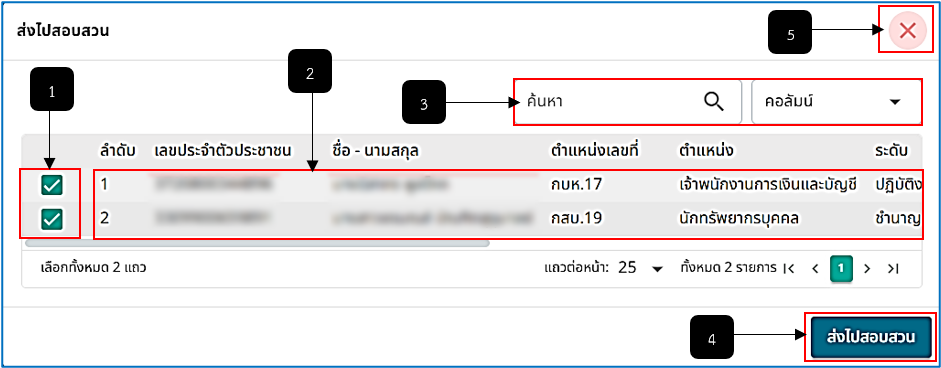 ส่งไปสอบสวน
5
1
2
3
ค้นหา
คอลัมน์
ลำดับ เลขประจำตัวประชาชน ชื่อ - นามสกุล ตำแหน่งเลขที่ ตำแหน่ง ระดับ
1 กบห.17 เจ้าพนักงานการเงินและบัญชี ปฏิบัติง
2 กสบ.19 นักทรัพยากรบุคคล ชำนาญ
เลือกทั้งหมด 2 แถว แถวต่อหน้า: 25 ทั้งหมด 2 รายการ 1
4
ส่งไปสอบสวน